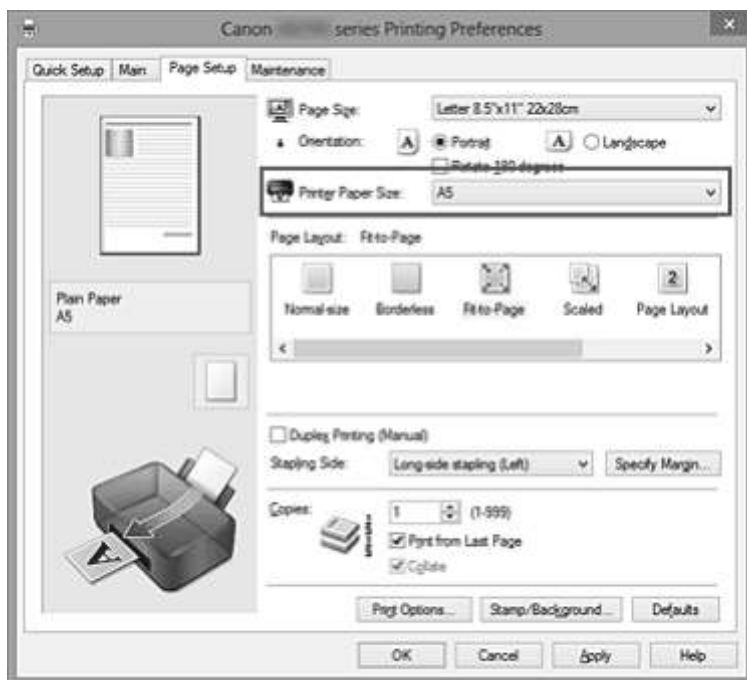 Canon series Printing Preferences
Quick Setup Main Page Setup Maintenance
Page Size: Letter 8.5"x11" 22x28cm
Orientation: A Portrait A Landscape
Rotate 180 degrees
Printer Paper Size: A5
Page Layout: Fit-to-Page
Normal-size Borderless Fit-to-Page Scaled 2 Page Layout
Plain Paper
A5
Duplex Printing (Manual)
Stapling Side: Long-side stapling (Left) Specify Margin...
Copies: 1 (1-999)
Print from Last Page
Collate
A
Print Options... Stamp/Background... Defaults
OK Cancel Apply Help